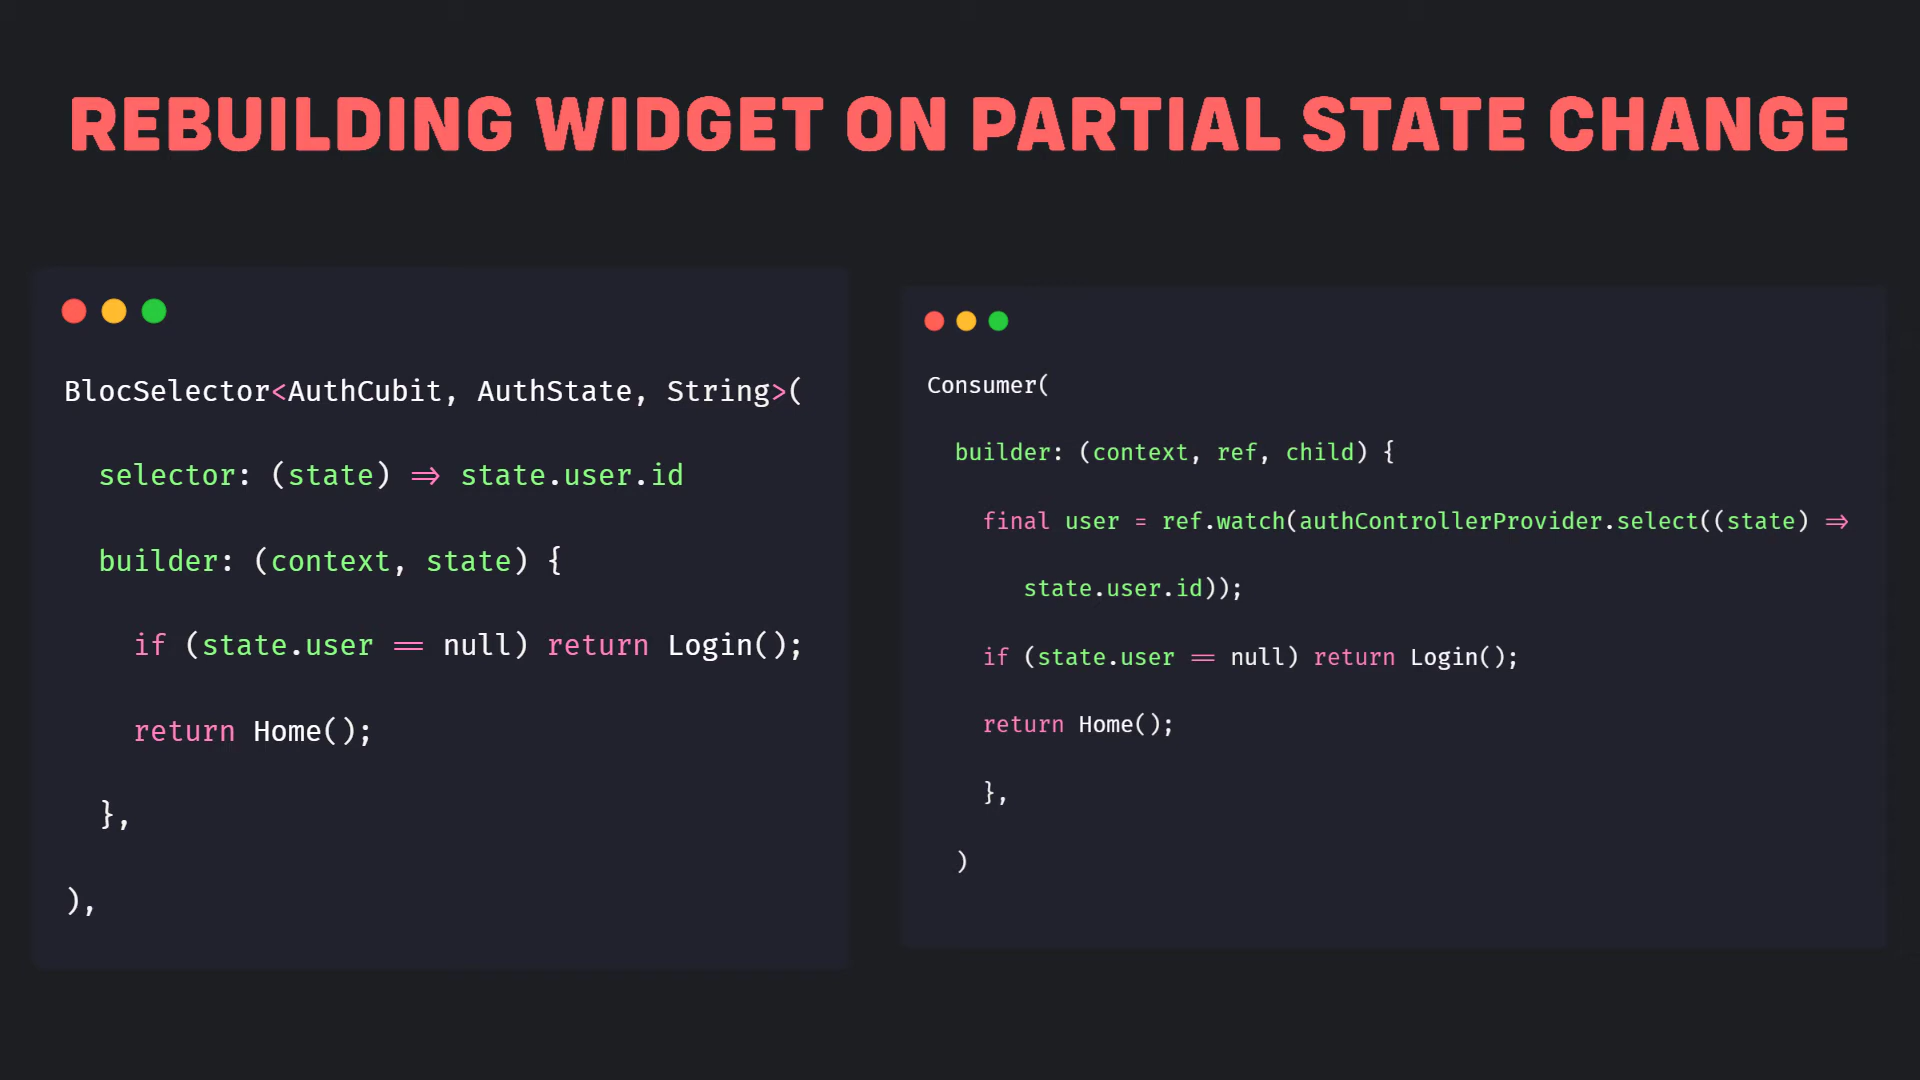 REBUILDING WIDGET ON PARTIAL STATE CHANGE
BlocSelector<AuthCubit, AuthState, String>(
selector: (state) => state.user.id
builder: (context, state) {
if (state.user == null) return Login();
return Home();
},
),
Consumer(
builder: (context, ref, child) {
final user = ref.watch(authControllerProvider.select((state) =>
state.user.id));
if (state.user == null) return Login();
return Home();
},
)